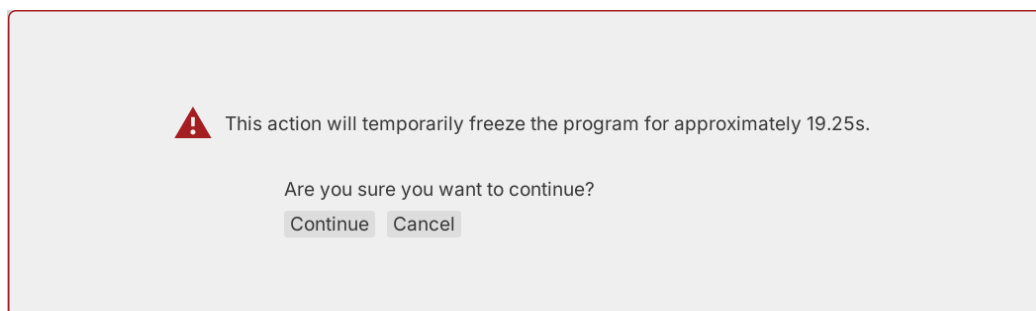 This action will temporarily freeze the program for approximately 19.25s.
Are you sure you want to continue?
Continue Cancel